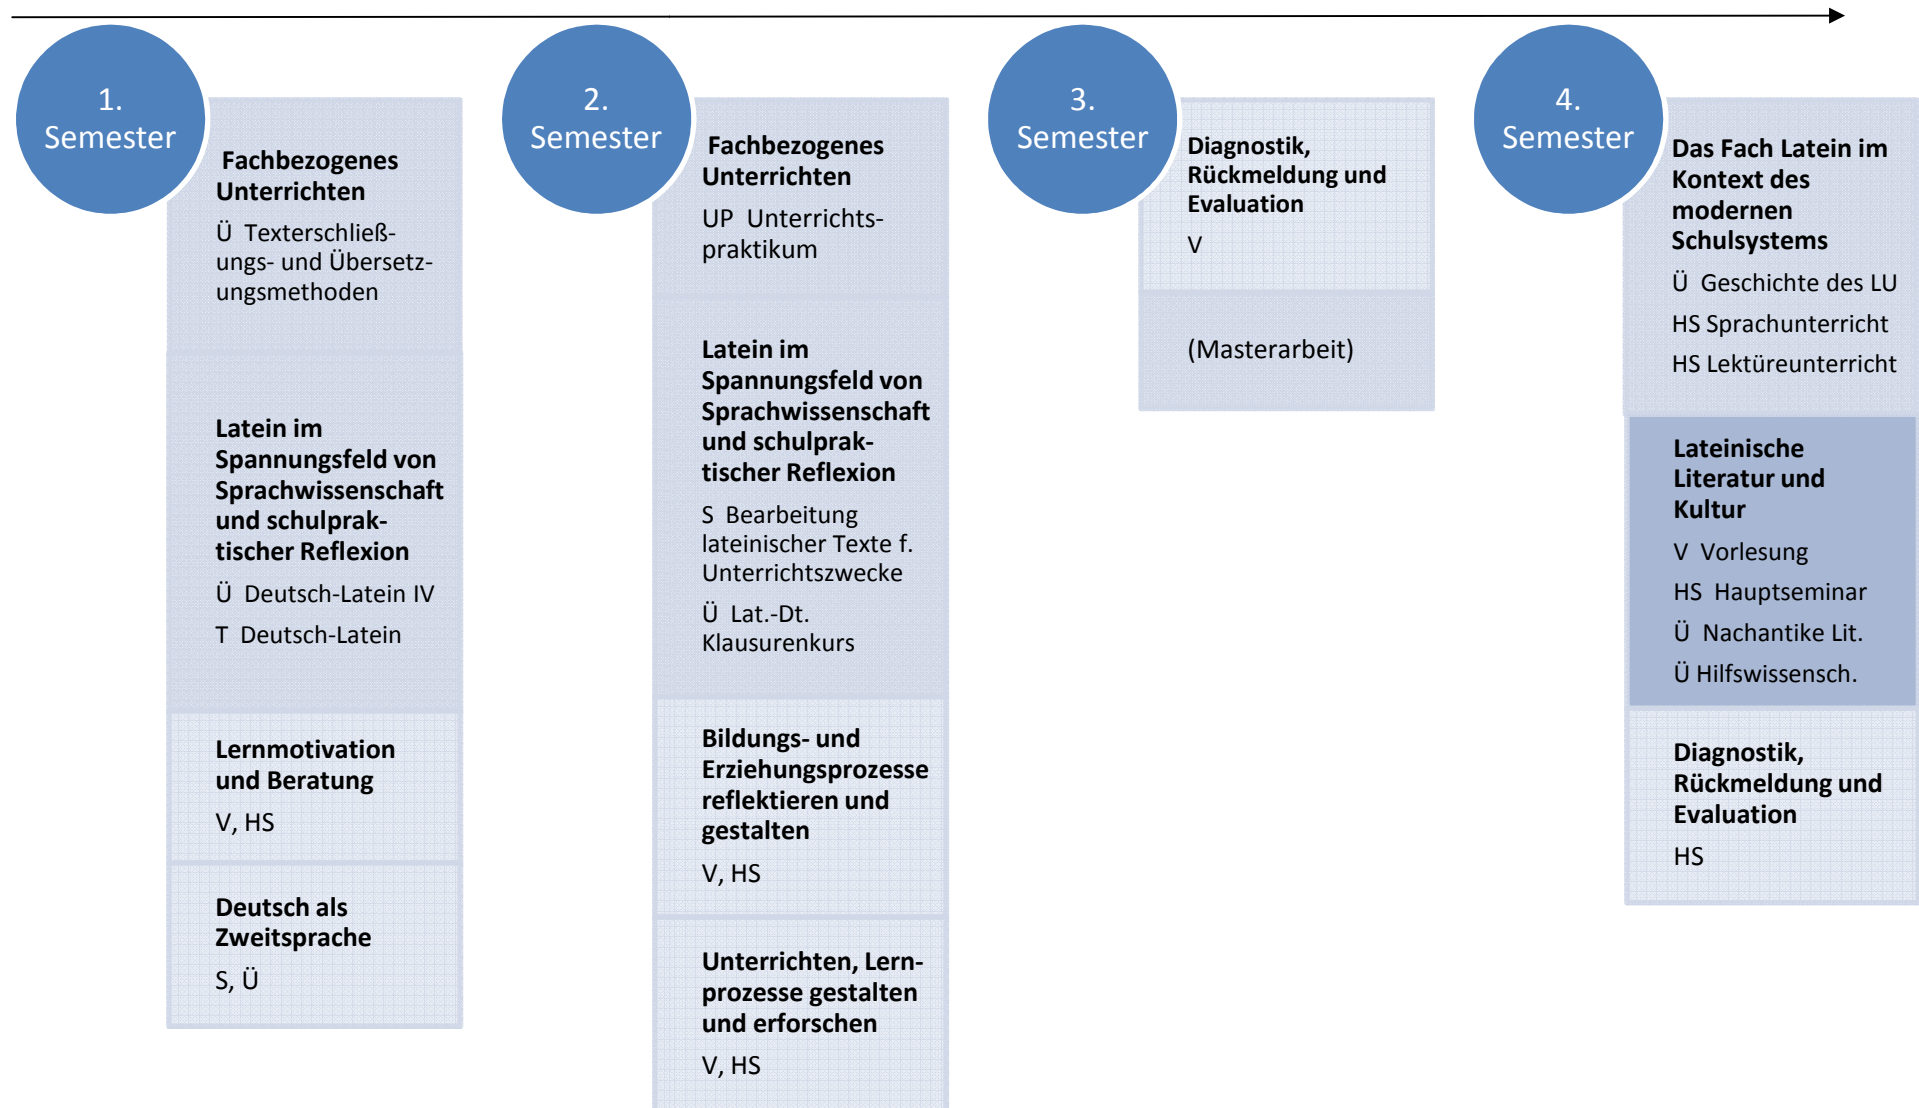 1.
Semester
Fachbezogenes
Unterrichten
Ü Texterschließ-
ungs- und Übersetz-
ungsmethoden
Latein im
Spannungsfeld von
Sprachwissenschaft
und schulprak-
tischer Reflexion
Ü Deutsch-Latein IV
T Deutsch-Latein
Lernmotivation
und Beratung
V, HS
Deutsch als
Zweitsprache
S, Ü
2.
Semester
Fachbezogenes
Unterrichten
UP Unterrichts-
praktikum
Latein im
Spannungsfeld von
Sprachwissenschaft
und schulprak-
tischer Reflexion
S Bearbeitung
lateinischer Texte f.
Unterrichtszwecke
Ü Lat.-Dt.
Klausurenkurs
Bildungs- und
Erziehungsprozesse
reflektieren und
gestalten
V, HS
Unterrichten, Lern-
prozesse gestalten
und erforschen
V, HS
3.
Semester
Diagnostik,
Rückmeldung und
Evaluation
V
(Masterarbeit)
4.
Semester
Das Fach Latein im
Kontext des
modernen
Schulsystems
Ü Geschichte des LU
HS Sprachunterricht
HS Lektüreunterricht
Lateinische
Literatur und
Kultur
V Vorlesung
HS Hauptseminar
Ü Nachantike Lit.
Ü Hilfswissensch.
Diagnostik,
Rückmeldung und
Evaluation
HS